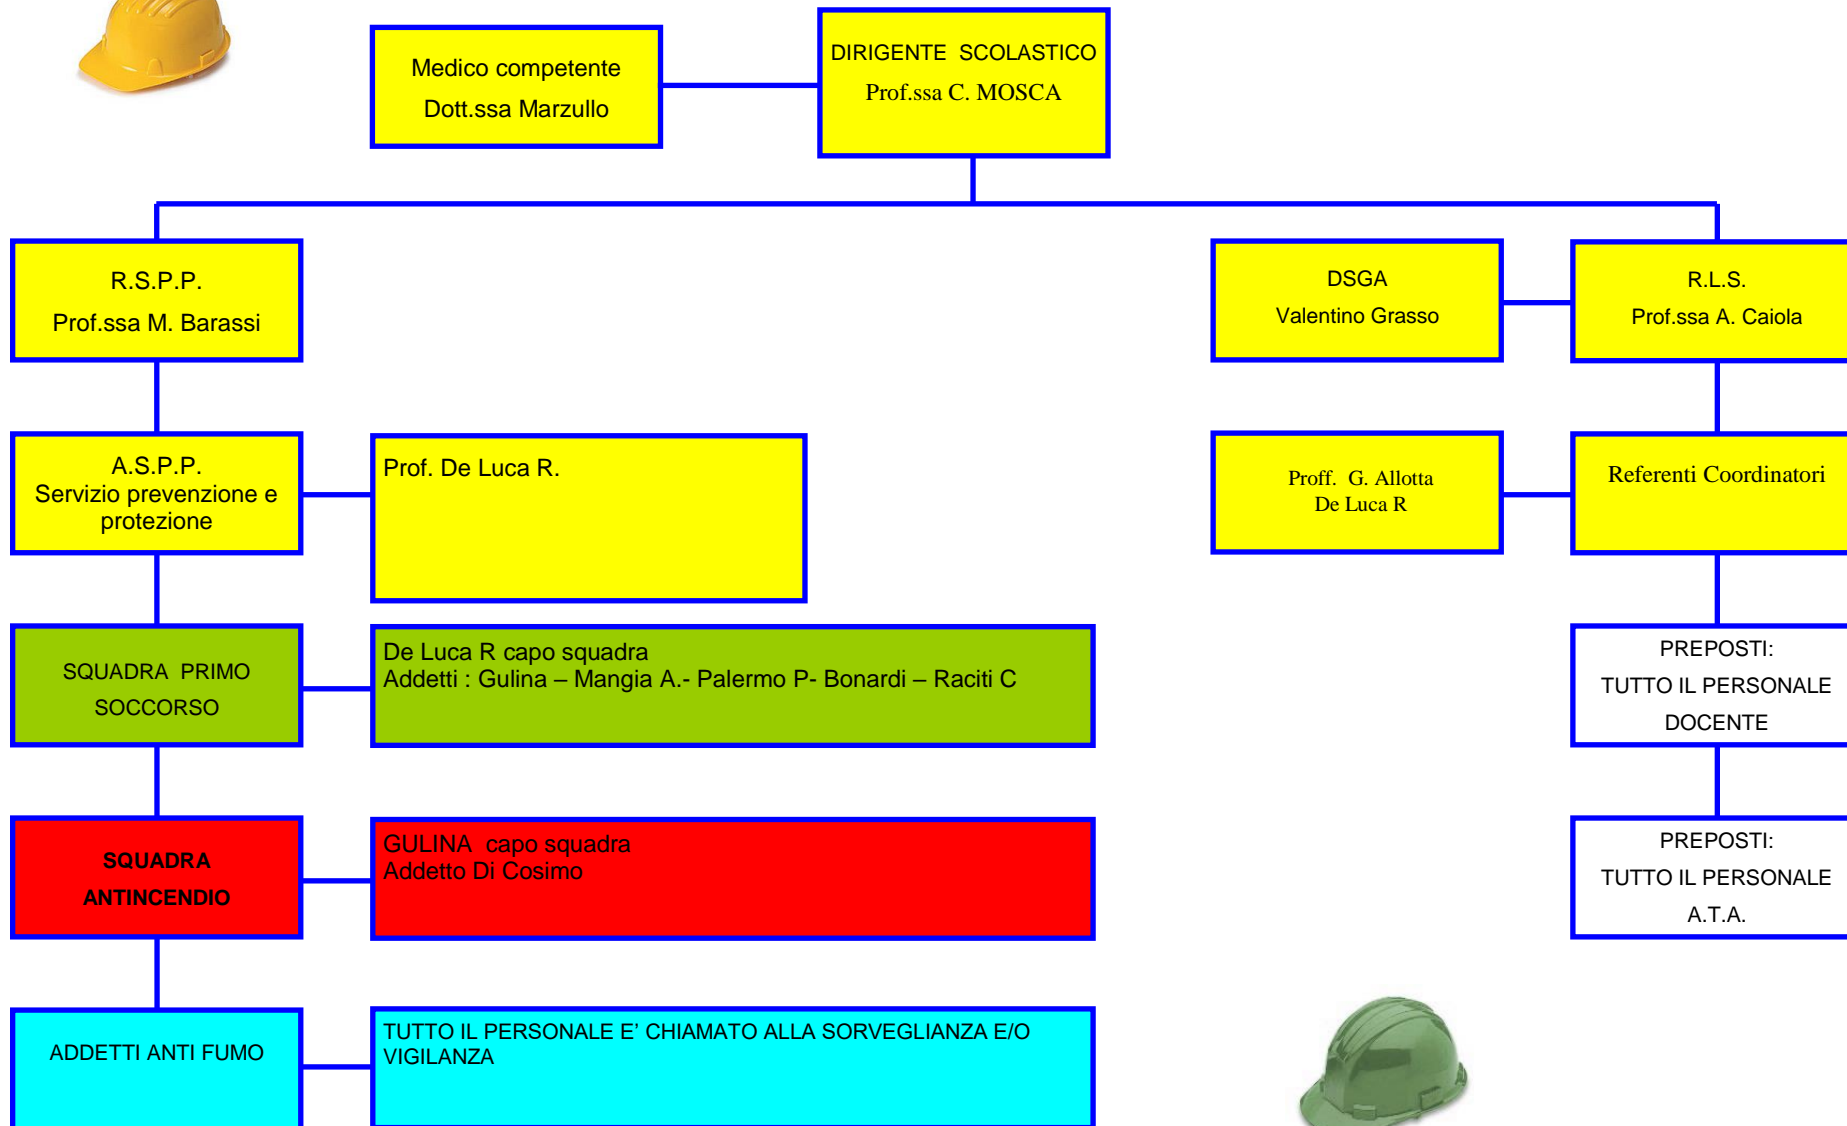 Medico competente
Dott.ssa Marzullo
DIRIGENTE SCOLASTICO
Prof.ssa C. MOSCA
R.S.P.P.
Prof.ssa M. Barassi
DSGA
Valentino Grasso
R.L.S.
Prof.ssa A. Caiola
A.S.P.P.
Servizio prevenzione e
protezione
Prof. De Luca R.
Proff. G. Allotta
De Luca R
Referenti Coordinatori
SQUADRA PRIMO
SOCCORSO
De Luca R capo squadra
Addetti : Gulina – Mangia A.- Palermo P- Bonardi – Raciti C
PREPOSTI:
TUTTO IL PERSONALE
DOCENTE
SQUADRA
ANTINCENDIO
GULINA capo squadra
Addetto Di Cosimo
PREPOSTI:
TUTTO IL PERSONALE
A.T.A.
ADDETTI ANTI FUMO
TUTTO IL PERSONALE E’ CHIAMATO ALLA SORVEGLIANZA E/O
VIGILANZA